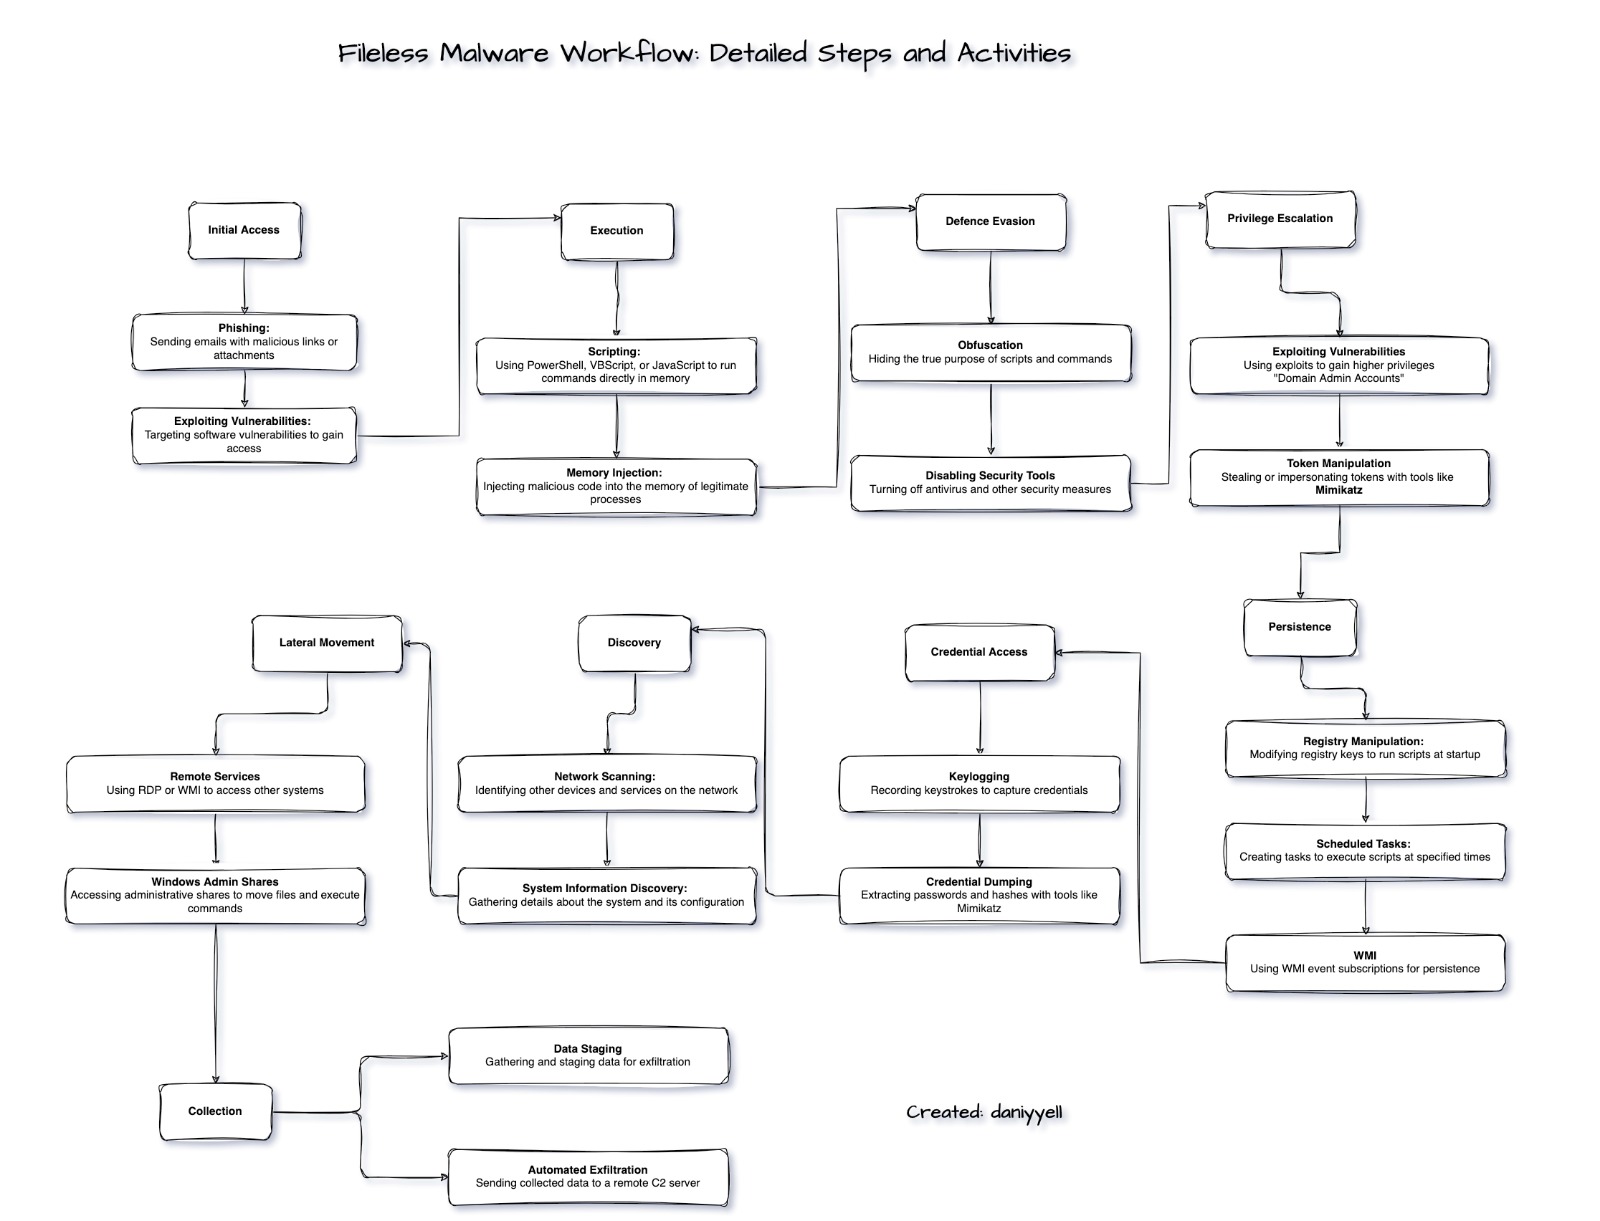 Fileless Malware Workflow: Detailed Steps and Activities
Initial Access
Phishing:
Sending emails with malicious links or
attachments
Exploiting Vulnerabilities:
Targeting software vulnerabilities to gain
access
Execution
Scripting:
Using PowerShell, VBScript, or JavaScript to run
commands directly in memory
Memory Injection:
Injecting malicious code into the memory of legitimate
processes
Defence Evasion
Obfuscation
Hiding the true purpose of scripts and commands
Disabling Security Tools
Turning off antivirus and other security measures
Privilege Escalation
Exploiting Vulnerabilities
Using exploits to gain higher privileges
"Domain Admin Accounts"
Token Manipulation
Stealing or impersonating tokens with tools like
Mimikatz
Persistence
Registry Manipulation:
Modifying registry keys to run scripts at startup
Scheduled Tasks:
Creating tasks to execute scripts at specified times
WMI
Using WMI event subscriptions for persistence
Credential Access
Keylogging
Recording keystrokes to capture credentials
Credential Dumping
Extracting passwords and hashes with tools like
Mimikatz
Discovery
Network Scanning:
Identifying other devices and services on the network
System Information Discovery:
Gathering details about the system and its configuration
Lateral Movement
Remote Services
Using RDP or WMI to access other systems
Windows Admin Shares
Accessing administrative shares to move files and execute
commands
Collection
Data Staging
Gathering and staging data for exfiltration
Automated Exfiltration
Sending collected data to a remote C2 server
Created: daniyyell